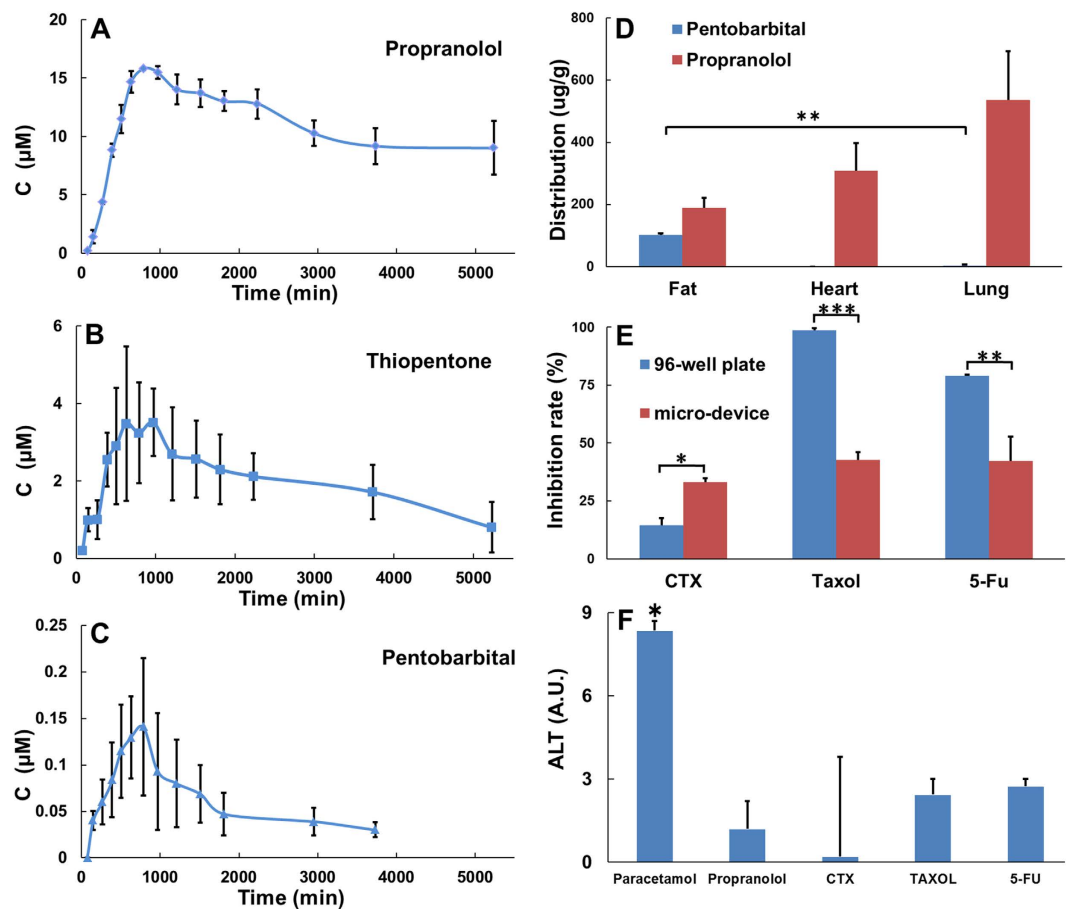 A
Propranolol
20
15
10
5
0
C (μM)
0 1000 2000 3000 4000 5000
Time (min)
B
Thiopentone
6
4
2
0
C (μM)
0 1000 2000 3000 4000 5000
Time (min)
C
Pentobarbital
0.25
0.2
0.15
0.1
0.05
0
C (μM)
0 1000 2000 3000 4000 5000
Time (min)
D
Pentobarbital
Propranolol
800
600
400
200
0
Distribution (ug/g)
**
Fat Heart Lung
E
96-well plate
micro-device
100
75
50
25
0
Inhibition rate (%)
*
***
**
CTX Taxol 5-Fu
F
*
9
6
3
0
ALT (A.U.)
Paracetamol Propranolol CTX TAXOL 5-FU